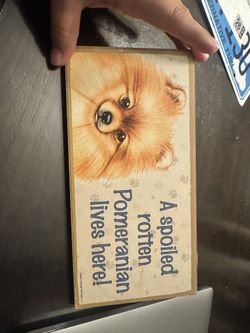 A spoiled
rotten
Pomeranian
lives here!